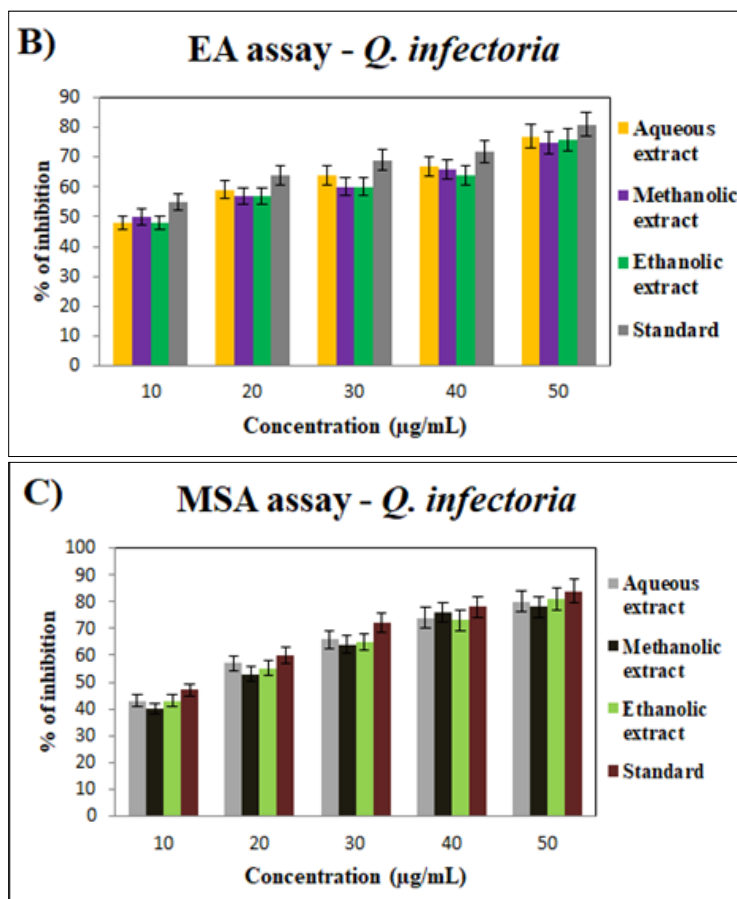 B)
EA assay - Q. infectoria
90
80
70
60
50
40
30
20
10
0
% of inhibition
10 20 30 40 50
Concentration (µg/mL)
Aqueous
extract
Methanolic
extract
Ethanolic
extract
Standard
C)
MSA assay - Q. infectoria
100
90
80
70
60
50
40
30
20
10
0
% of inhibition
10 20 30 40 50
Concentration (µg/mL)
Aqueous
extract
Methanolic
extract
Ethanolic
extract
Standard